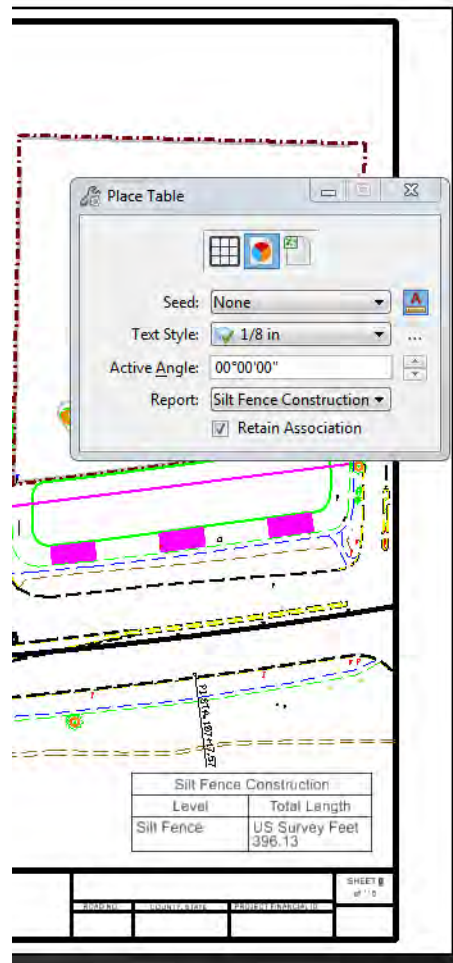 Place Table
Seed: None
Text Style: 1/8 in
Active Angle: 00°00'00"
Report: Silt Fence Construction
Retain Association
Silt Fence Construction
Level Total Length
Silt Fence US Survey Feet
396.13
SHEET
ROAD NO. COUNTY, STATE PROJECT FINANCIAL ID
of